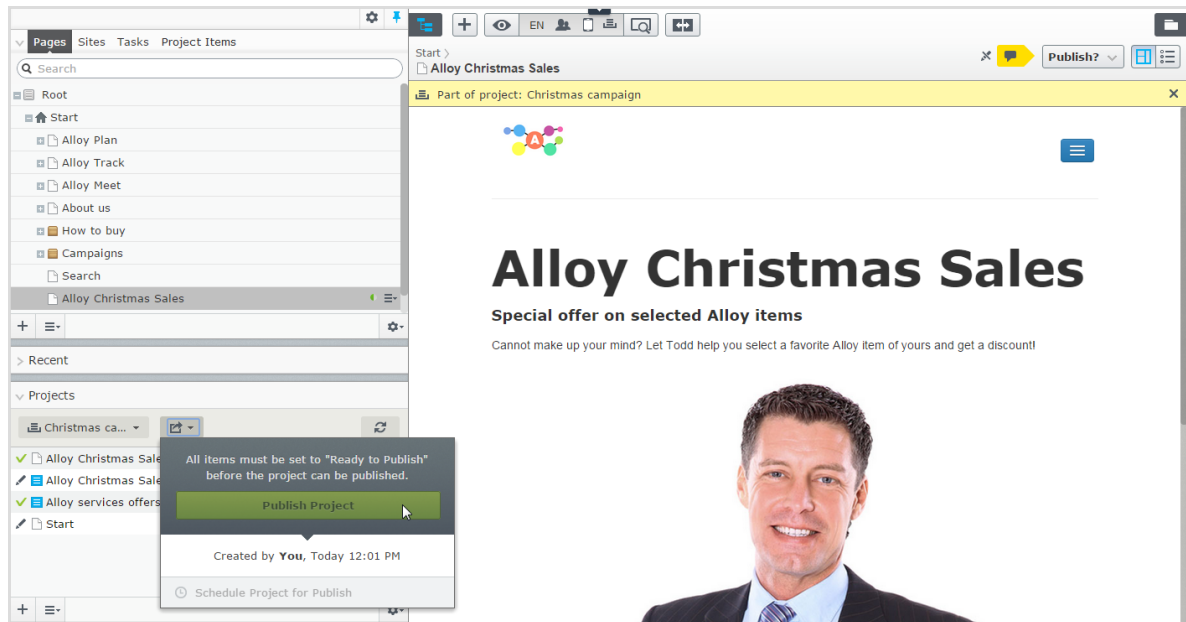 Pages Sites Tasks Project Items
Search
Root
Start
Alloy Plan
Alloy Track
Alloy Meet
About us
How to buy
Campaigns
Search
Alloy Christmas Sales
Recent
Projects
Christmas ca...
Alloy Christmas Sale
Alloy Christmas Sale
Alloy services offers
Start
All items must be set to "Ready to Publish"
before the project can be published.
Publish Project
Created by You, Today 12:01 PM
Schedule Project for Publish
EN
Start
Alloy Christmas Sales
Publish?
Part of project: Christmas campaign
A
Alloy Christmas Sales
Special offer on selected Alloy items
Cannot make up your mind? Let Todd help you select a favorite Alloy item of yours and get a discount!